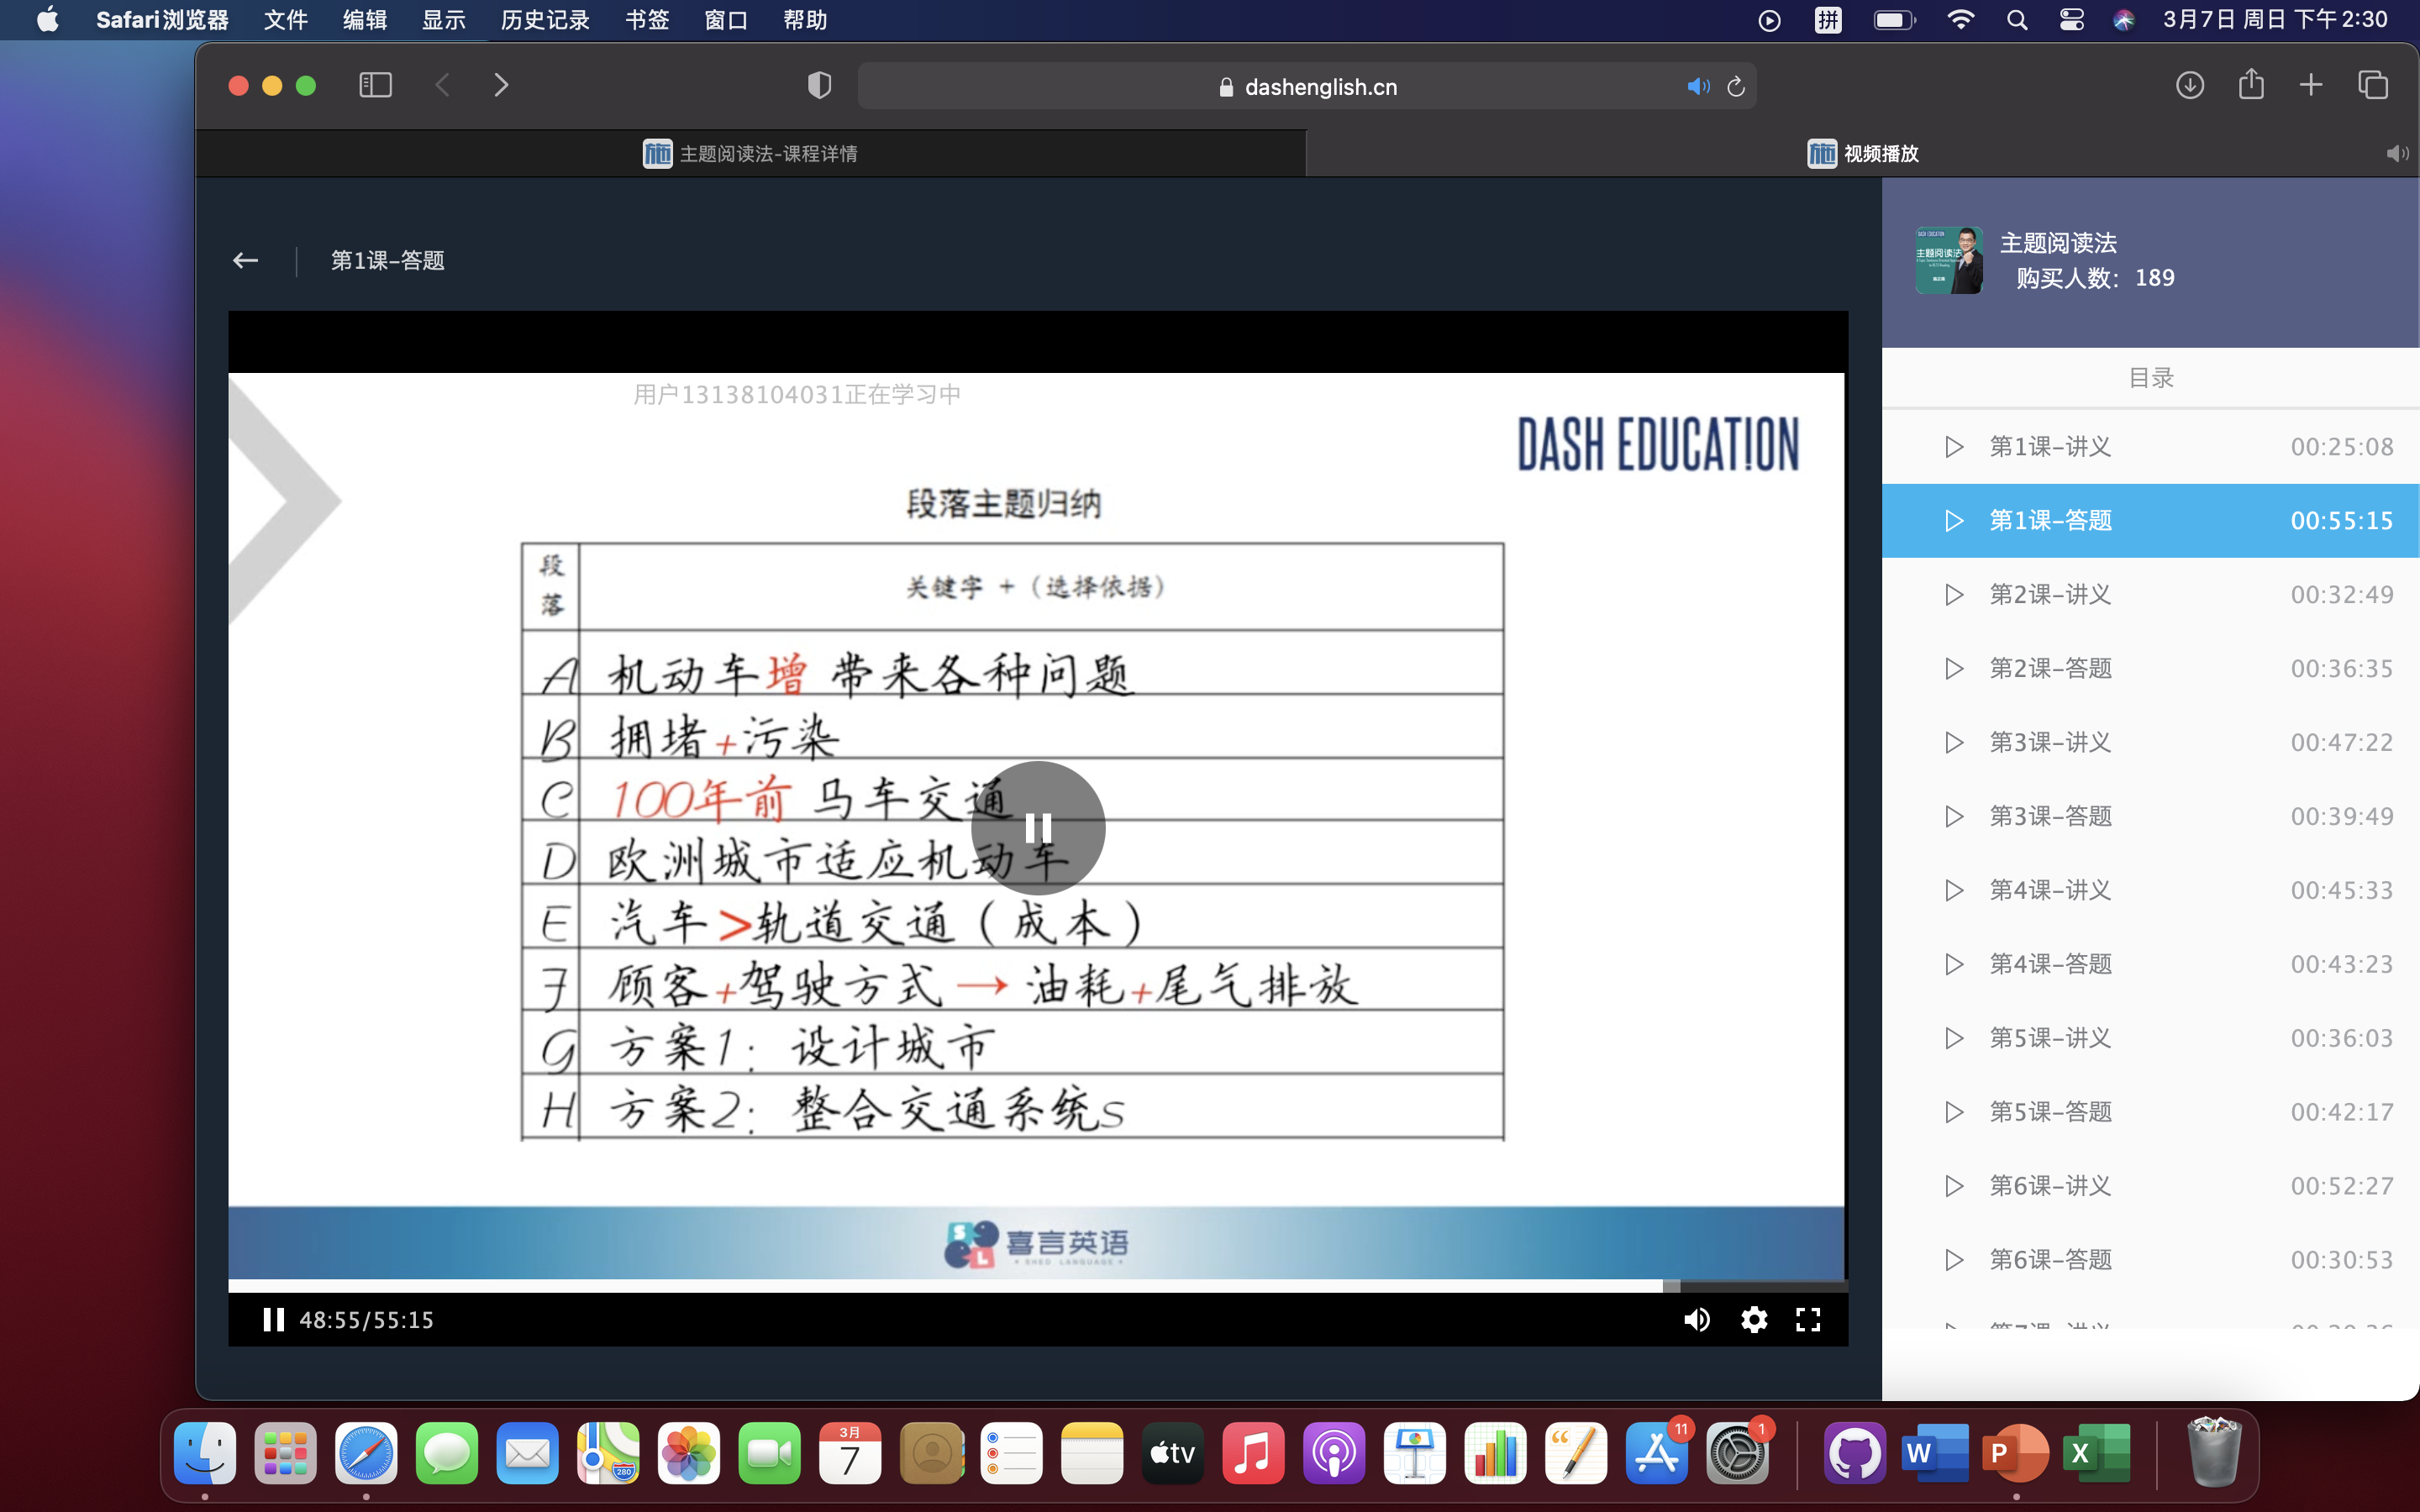 Safari浏览器 文件 编辑 显示 历史记录 书签 窗口 帮助 拼 3月7日 周日 下午2:30
dashenglish.cn
主题阅读法-课程详情 视频播放
第1课-答题
主题阅读法
购买人数：189
目录
第1课-讲义 00:25:08
第1课-答题 00:55:15
第2课-讲义 00:32:49
第2课-答题 00:36:35
第3课-讲义 00:47:22
第3课-答题 00:39:49
第4课-讲义 00:45:33
第4课-答题 00:43:23
第5课-讲义 00:36:03
第5课-答题 00:42:17
第6课-讲义 00:52:27
第6课-答题 00:30:53
用户13138104031正在学习中
DASH EDUCATION
段落主题归纳
段落 关键字 +（选择依据）
A 机动车增 带来各种问题
B 拥堵+污染
C 100年前 马车交通
D 欧洲城市适应机动车
E 汽车>轨道交通（成本）
F 顾客+驾驶方式→油耗+尾气排放
G 方案1：设计城市
H 方案2：整合交通系统s
喜言英语
48:55/55:15
3月
7
280
tv
11
1
W
P
X